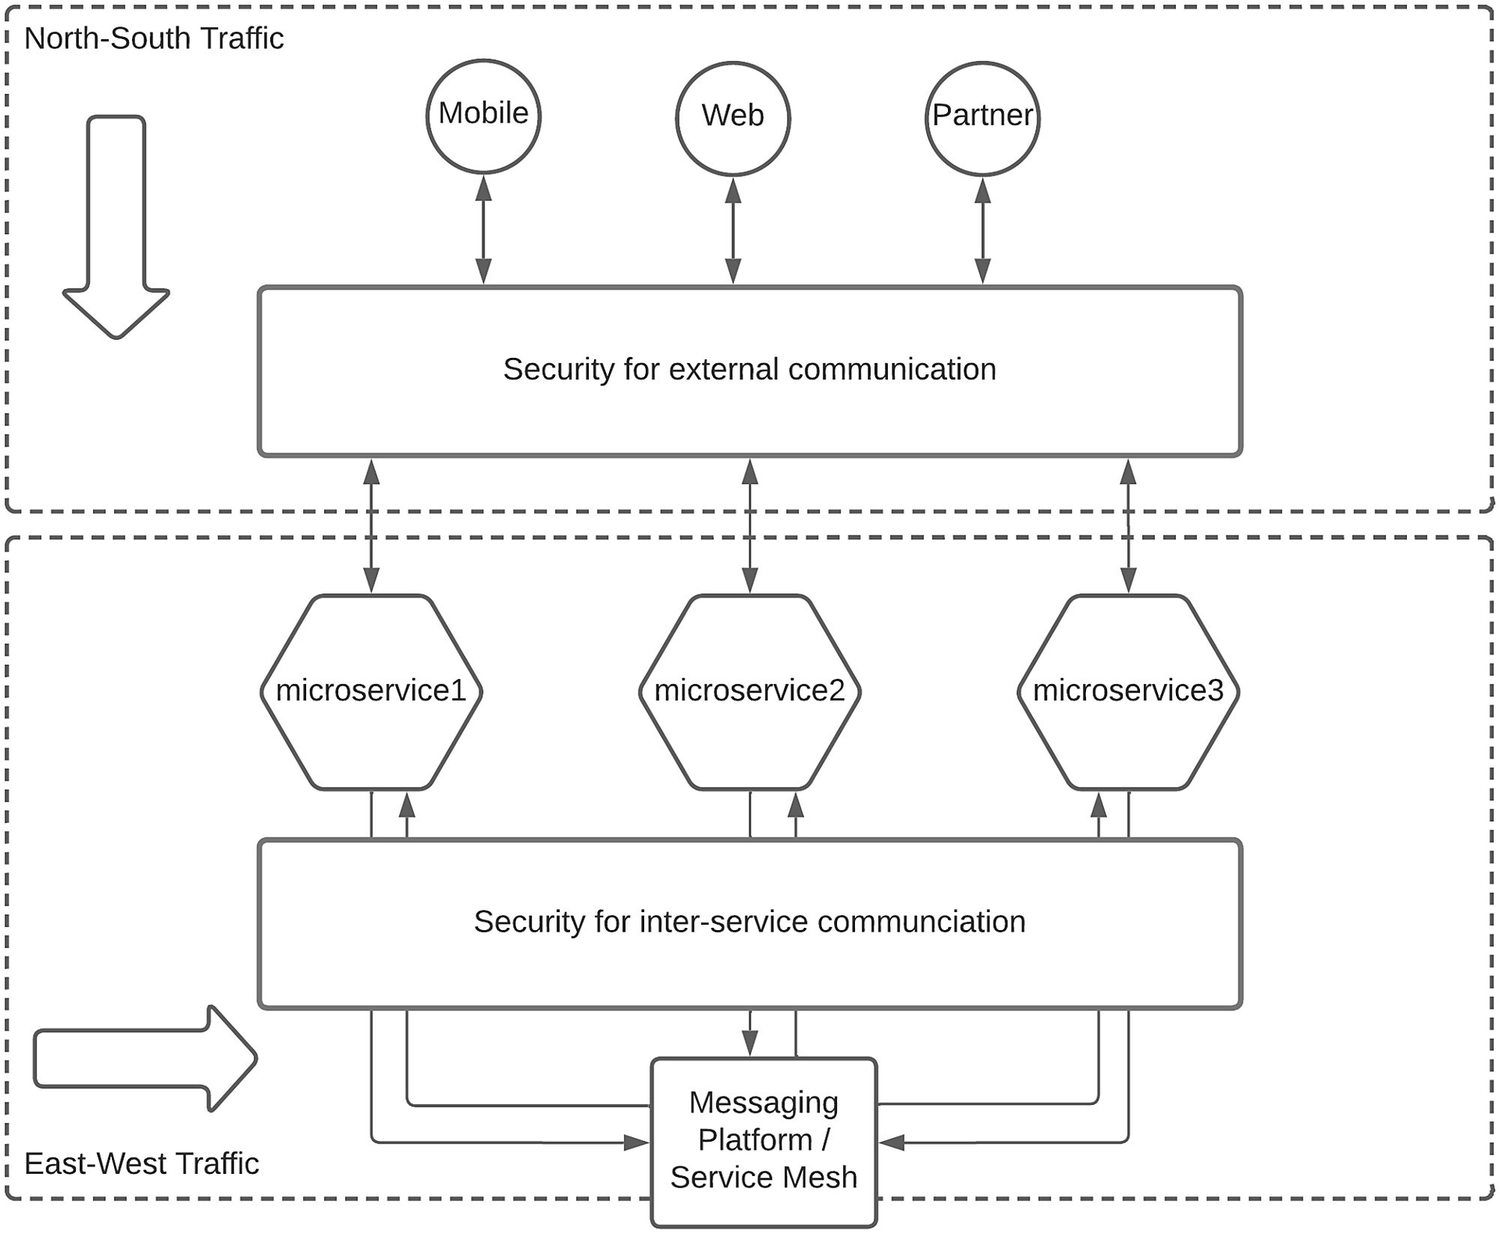 North-South Traffic
Mobile
Web
Partner
Security for external communication
microservice1
microservice2
microservice3
Security for inter-service communciation
Messaging
Platform /
Service Mesh
East-West Traffic